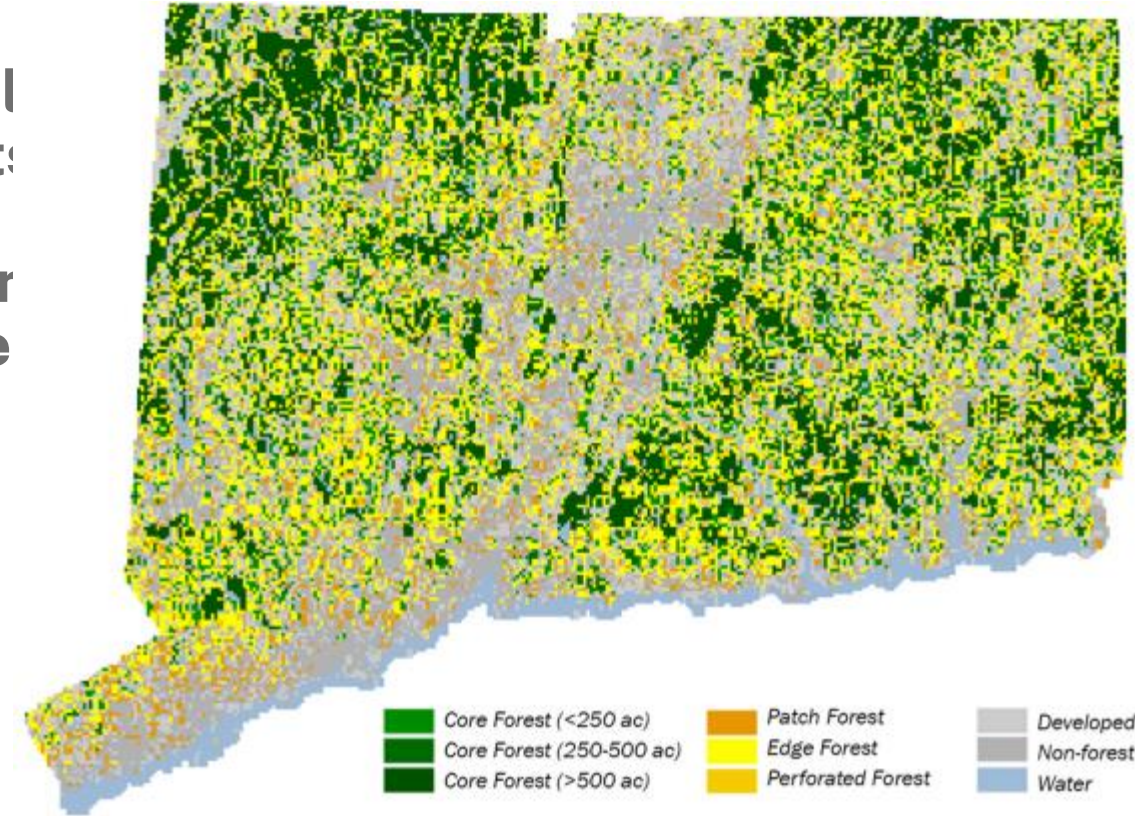 Core Forest (<250 ac)
Core Forest (250-500 ac)
Core Forest (>500 ac)
Patch Forest
Edge Forest
Perforated Forest
Developed
Non-forest
Water